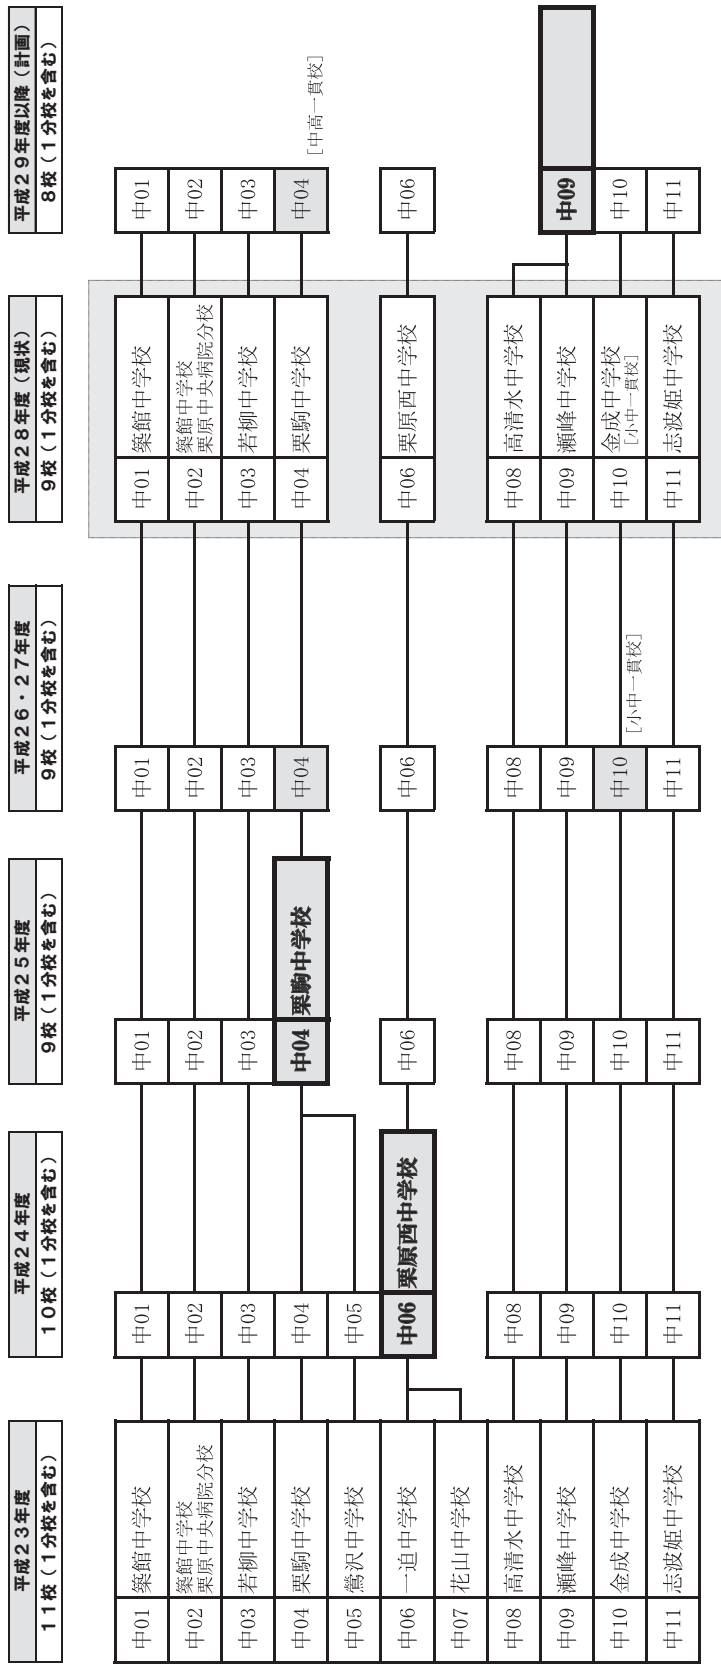 平成23年度
11校(1分校を含む)
中01 築館中学校
中02 築館中学校
栗原中央病院分校
中03 若柳中学校
中04 栗駒中学校
中05 鶯沢中学校
中06 一迫中学校
中07 花山中学校
中08 高清水中学校
中09 瀬峰中学校
中10 金成中学校
中11 志波姫中学校
平成24年度
10校(1分校を含む)
中01
中02
中03
中04
中05
中06 栗原西中学校
中08
中09
中10
中11
平成25年度
9校(1分校を含む)
中01
中02
中03
中04 栗駒中学校
中06
中08
中09
中10
中11
平成26・27年度
9校(1分校を含む)
中01
中02
中03
中04
中06
中08
中09
中10
[小中一貫校]
中11
平成28年度(現状)
9校(1分校を含む)
中01 築館中学校
中02 築館中学校
栗原中央病院分校
中03 若柳中学校
中04 栗駒中学校
中06 栗原西中学校
中08 高清水中学校
中09 瀬峰中学校
中10 金成中学校
[小中一貫校]
中11 志波姫中学校
平成29年度以降(計画)
8校(1分校を含む)
中01
中02
中03
中04
[中高一貫校]
中06
中09
中10
中11